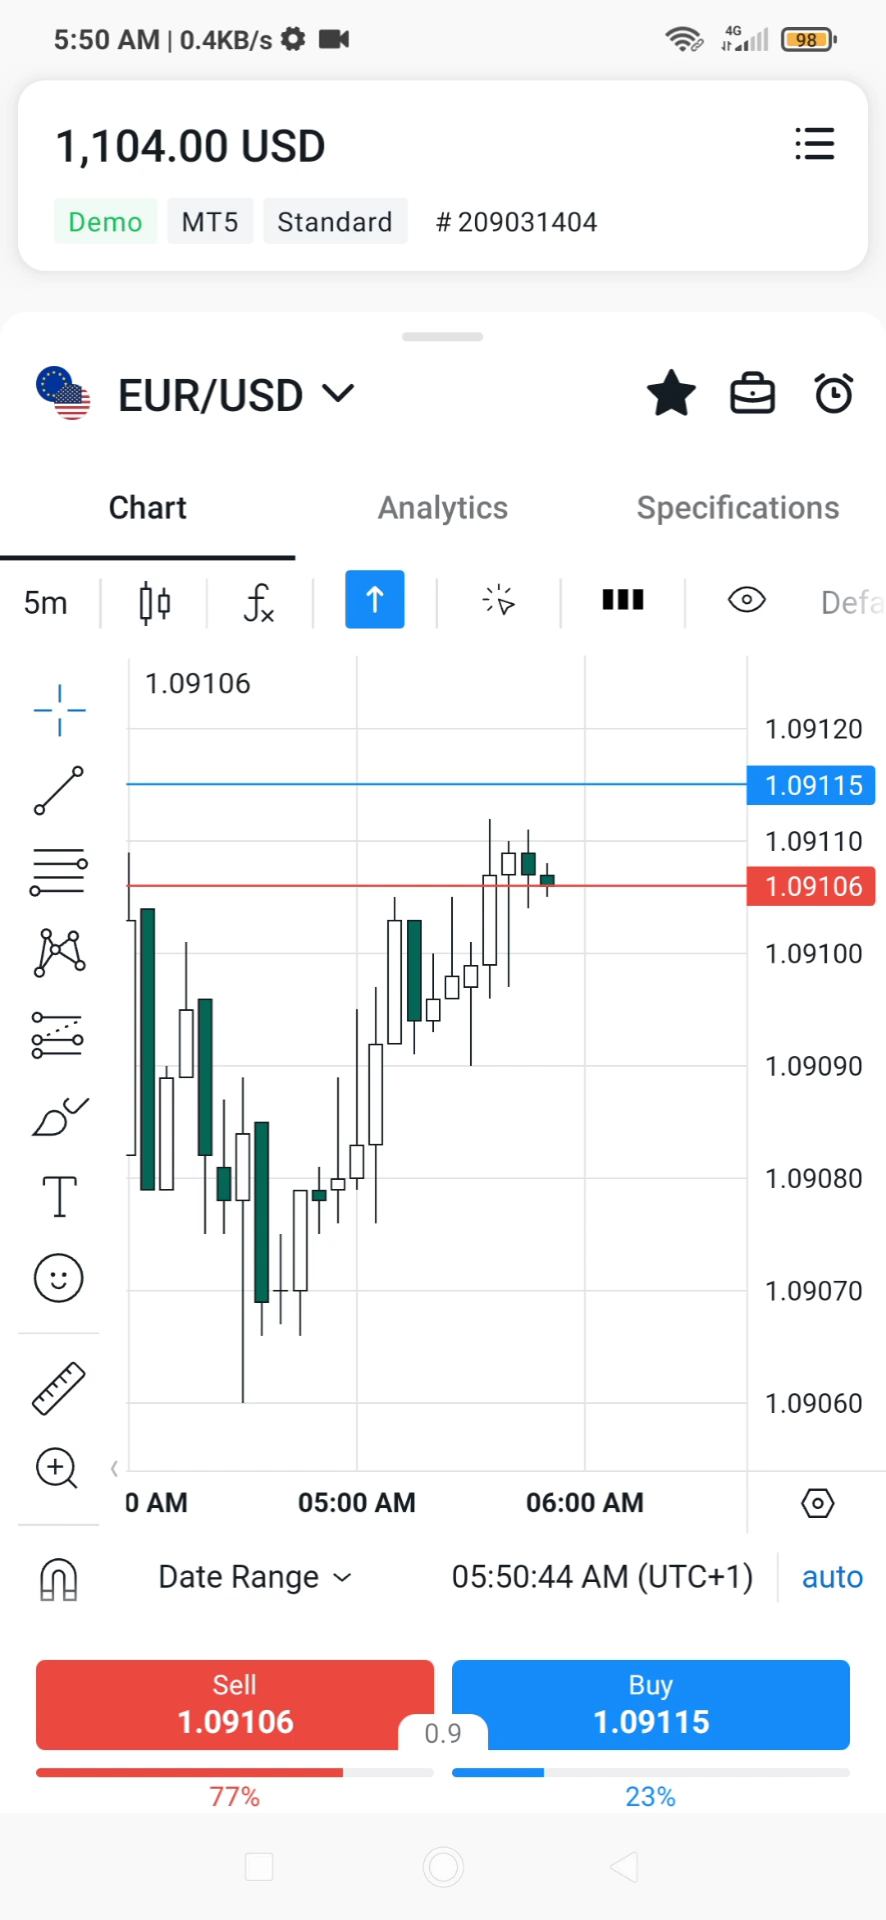 5:50 AM | 0.4KB/s 4G 98
1,104.00 USD
Demo MT5 Standard # 209031404
EUR/USD
Chart Analytics Specifications
5m fx Defa
1.09106
1.09120
1.09115
1.09110
1.09106
1.09100
1.09090
1.09080
1.09070
1.09060
0 AM 05:00 AM 06:00 AM
Date Range 05:50:44 AM (UTC+1) auto
Sell Buy
1.09106 0.9 1.09115
77% 23%